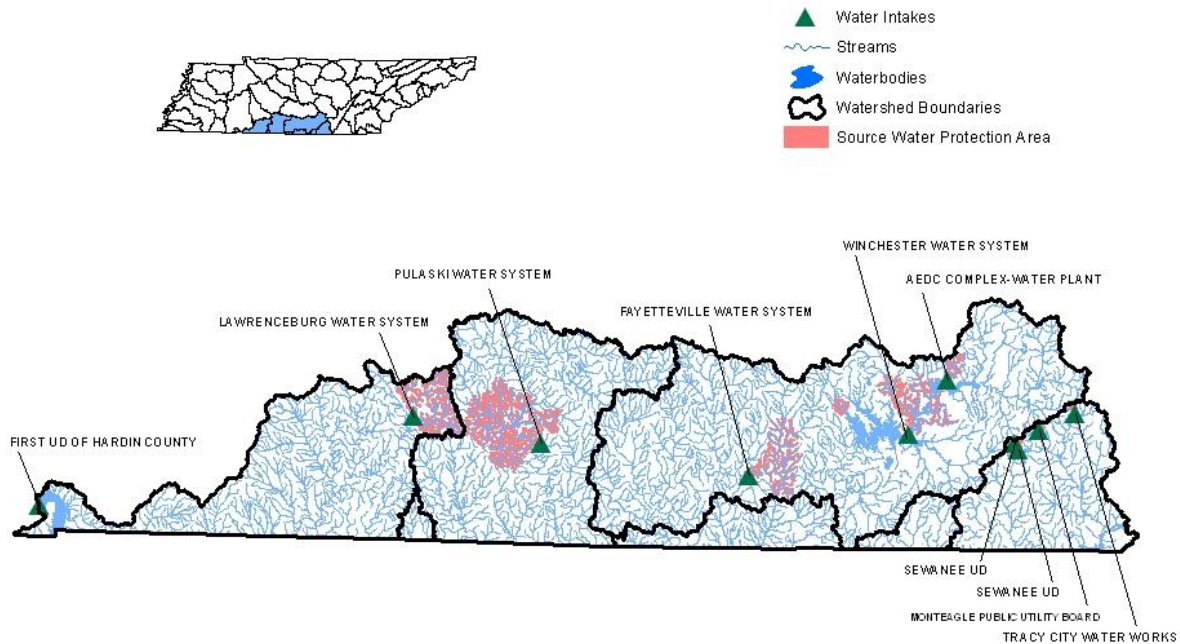 Water Intakes
Streams
Waterbodies
Watershed Boundaries
Source Water Protection Area
WINCHESTER WATER SYSTEM
PULASKI WATER SYSTEM
AEDC COMPLEX-WATER PLANT
LAWRENCEBURG WATER SYSTEM
FAYETTEVILLE WATER SYSTEM
FIRST UD OF HARDIN COUNTY
SEWANEE UD
SEWANEE UD
MONTEAGLE PUBLIC UTILITY BOARD
TRACY CITY WATER WORKS